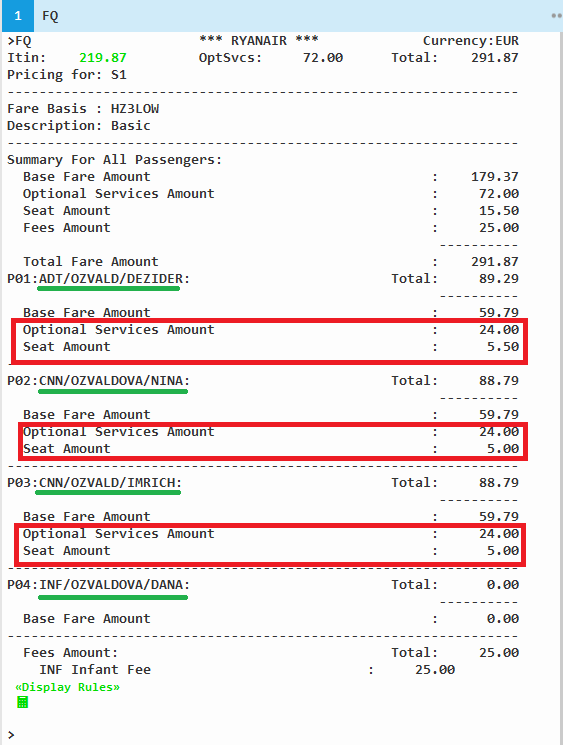 1 FQ
>FQ *** RYANAIR *** Currency:EUR
Itin: 219.87 OptSvcs: 72.00 Total: 291.87
Pricing for: S1
----------------------------------------------------------------
Fare Basis : HZ3LOW
Description: Basic
----------------------------------------------------------------
Summary For All Passengers:
Base Fare Amount : 179.37
Optional Services Amount : 72.00
Seat Amount : 15.50
Fees Amount : 25.00
----------
Total Fare Amount : 291.87
P01:ADT/OZVALD/DEZIDER: Total: 89.29
----------
Base Fare Amount : 59.79
Optional Services Amount : 24.00
Seat Amount : 5.50
----------------------------------------------------------------
P02:CNN/OZVALDOVA/NINA: Total: 88.79
----------
Base Fare Amount : 59.79
Optional Services Amount : 24.00
Seat Amount : 5.00
----------------------------------------------------------------
P03:CNN/OZVALD/IMRICH: Total: 88.79
----------
Base Fare Amount : 59.79
Optional Services Amount : 24.00
Seat Amount : 5.00
----------------------------------------------------------------
P04:INF/OZVALDOVA/DANA: Total: 0.00
----------
Base Fare Amount : 0.00
----------------------------------------------------------------
Fees Amount: Total: 25.00
INF Infant Fee : 25.00
«Display Rules»
>